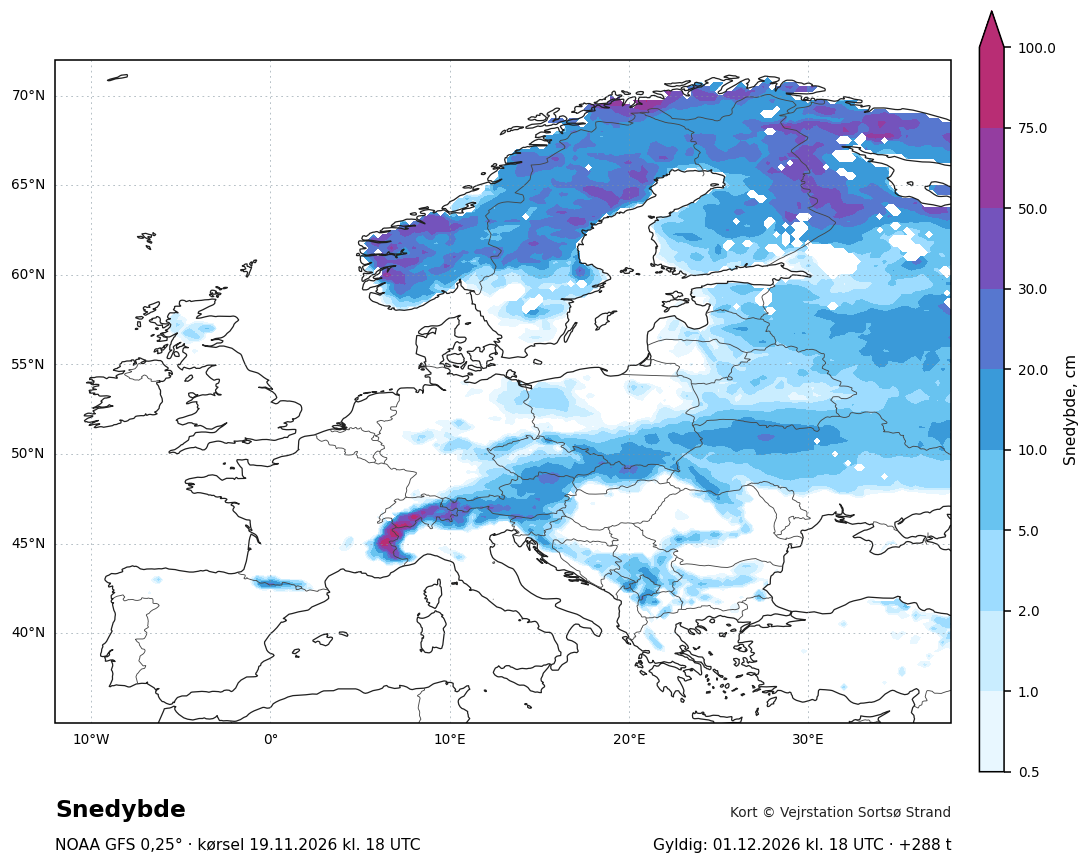 100.0
75.0
50.0
30.0
20.0
10.0
5.0
2.0
1.0
0.5
Snedybde, cm
70°N
65°N
60°N
55°N
50°N
45°N
40°N
10°W 0° 10°E 20°E 30°E
Snedybde
Kort © Vejrstation Sortsø Strand
NOAA GFS 0,25° · kørsel 19.11.2026 kl. 18 UTC
Gyldig: 01.12.2026 kl. 18 UTC · +288 t